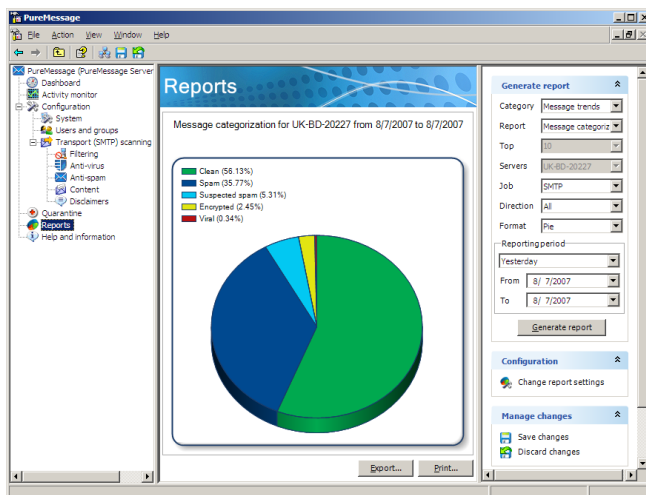 PureMessage
File Action View Window Help
PureMessage (PureMessage Server
Dashboard
Activity monitor
Configuration
System
Users and groups
Transport (SMTP) scanning
Filtering
Anti-virus
Anti-spam
Content
Disclaimers
Quarantine
Reports
Help and information
Reports
Message categorization for UK-BD-20227 from 8/7/2007 to 8/7/2007
Clean (56.13%)
Spam (35.77%)
Suspected spam (5.31%)
Encrypted (2.45%)
Viral (0.34%)
Export... Print...
Generate report
Category Message trends
Report Message categoriz
Top 10
Servers UK-BD-20227
Job SMTP
Direction All
Format Pie
Reporting period
Yesterday
From 8/ 7/2007
To 8/ 7/2007
Generate report
Configuration
Change report settings
Manage changes
Save changes
Discard changes